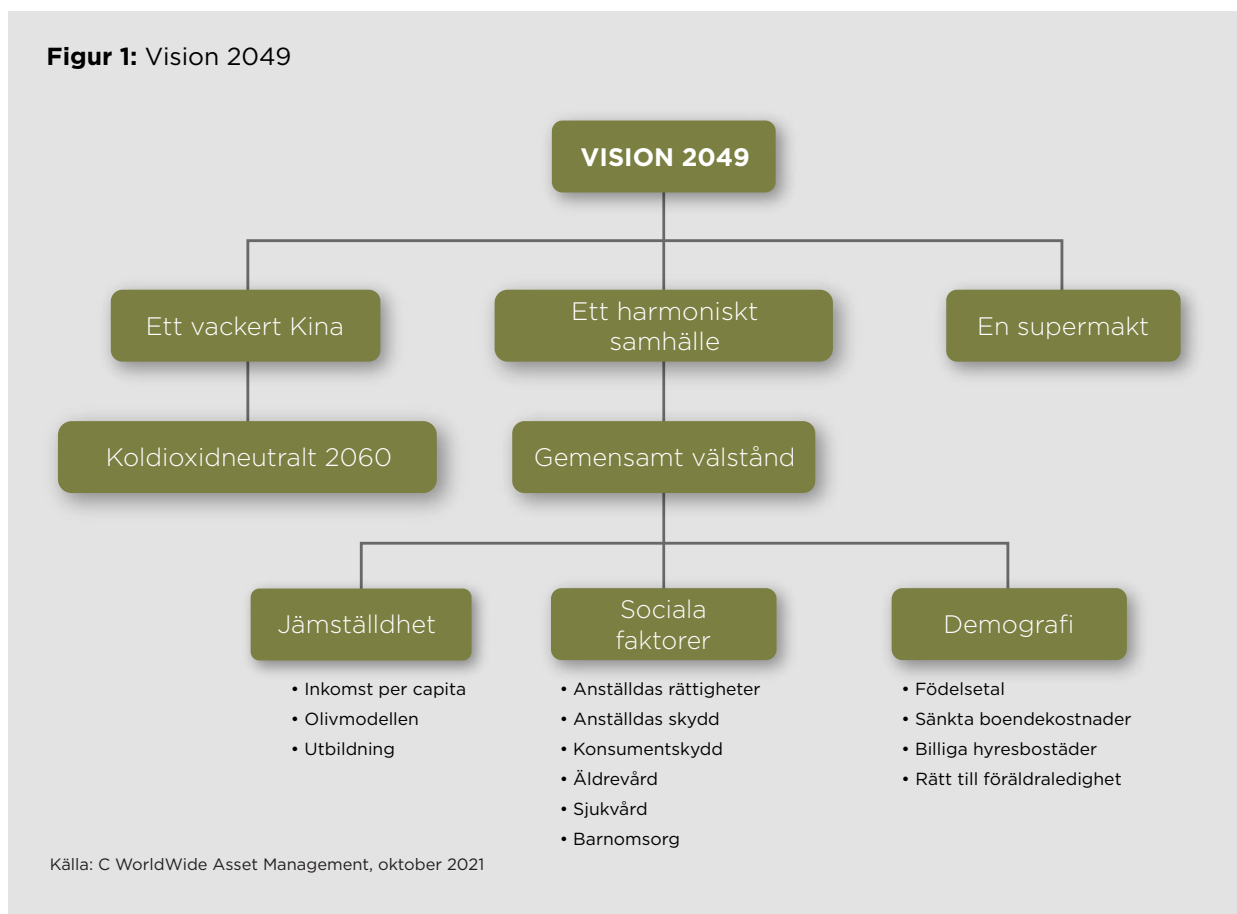 Figur 1: Vision 2049
VISION 2049
Ett vackert Kina
Ett harmoniskt
samhälle
En supermakt
Koldioxidneutralt 2060
Gemensamt välstånd
Jämställdhet
• Inkomst per capita
• Olivmodellen
• Utbildning
Sociala
faktorer
• Anställdas rättigheter
• Anställdas skydd
• Konsumentskydd
• Äldrevård
• Sjukvård
• Barnomsorg
Demografi
• Födelsetal
• Sänkta boendekostnader
• Billiga hyresbostäder
• Rätt till föräldraledighet
Källa: C WorldWide Asset Management, oktober 2021